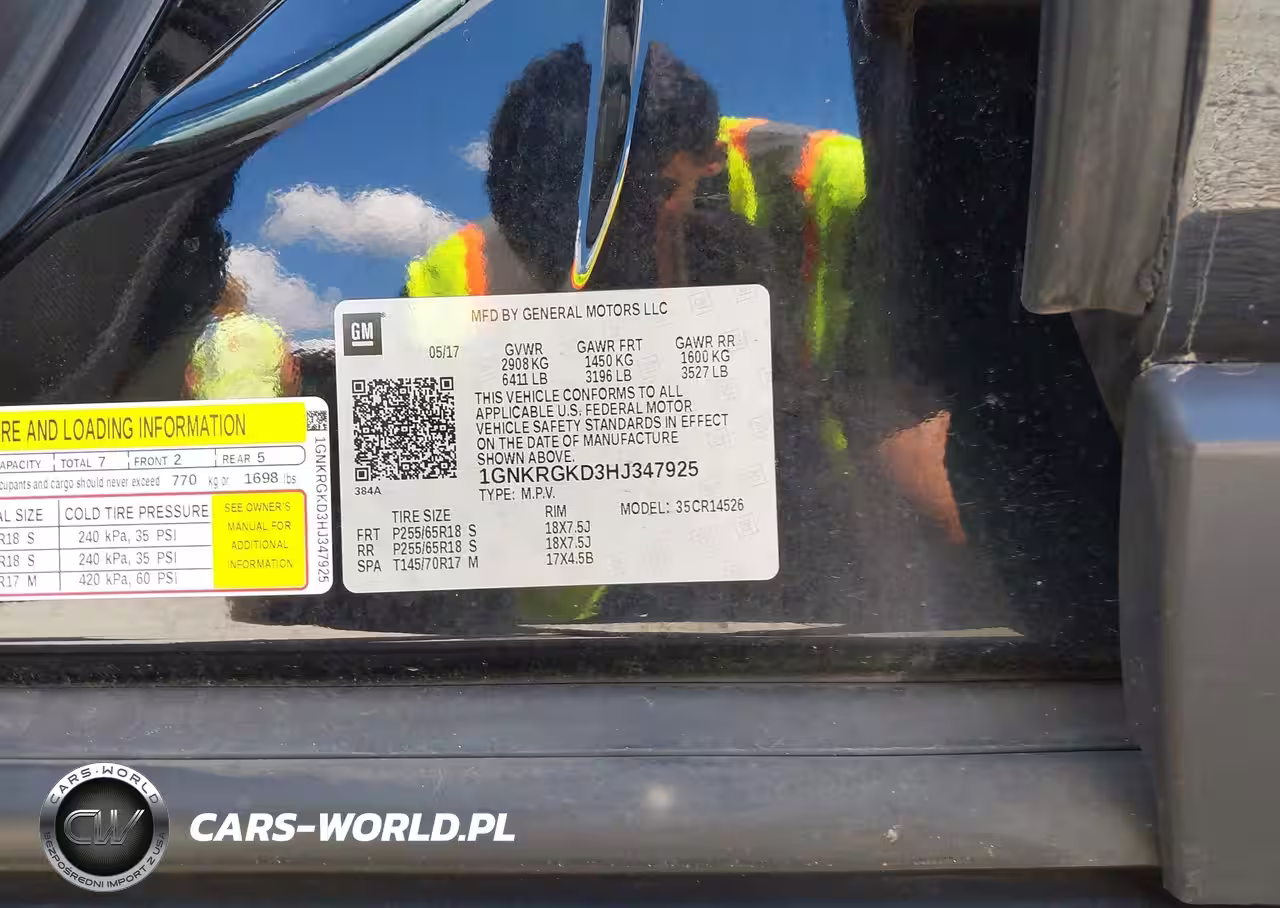 GM
MFD BY GENERAL MOTORS LLC
05/17
GVWR GAWR FRT GAWR RR
2908 KG 1450 KG 1600 KG
6411 LB 3196 LB 3527 LB
THIS VEHICLE CONFORMS TO ALL
APPLICABLE U.S. FEDERAL MOTOR
VEHICLE SAFETY STANDARDS IN EFFECT
ON THE DATE OF MANUFACTURE
SHOWN ABOVE.
1GNKRGKD3HJ347925
384A
TYPE: M.P.V. MODEL: 35CR14526
TIRE SIZE RIM
FRT P255/65R18 S 18X7.5J
RR P255/65R18 S 18X7.5J
SPA T145/70R17 M 17X4.5B
RE AND LOADING INFORMATION
APACITY TOTAL 7 FRONT 2 REAR 5
cupants and cargo should never exceed 770 kg or 1698 lbs
AL SIZE COLD TIRE PRESSURE
R18 S 240 kPa, 35 PSI
R18 S 240 kPa, 35 PSI
R17 M 420 kPa, 60 PSI
SEE OWNER'S
MANUAL FOR
ADDITIONAL
INFORMATION
1GNKRGKD3HJ347925
CARS-WORLD
CW
BEZPOŚREDNI IMPORT Z USA
CARS-WORLD.PL